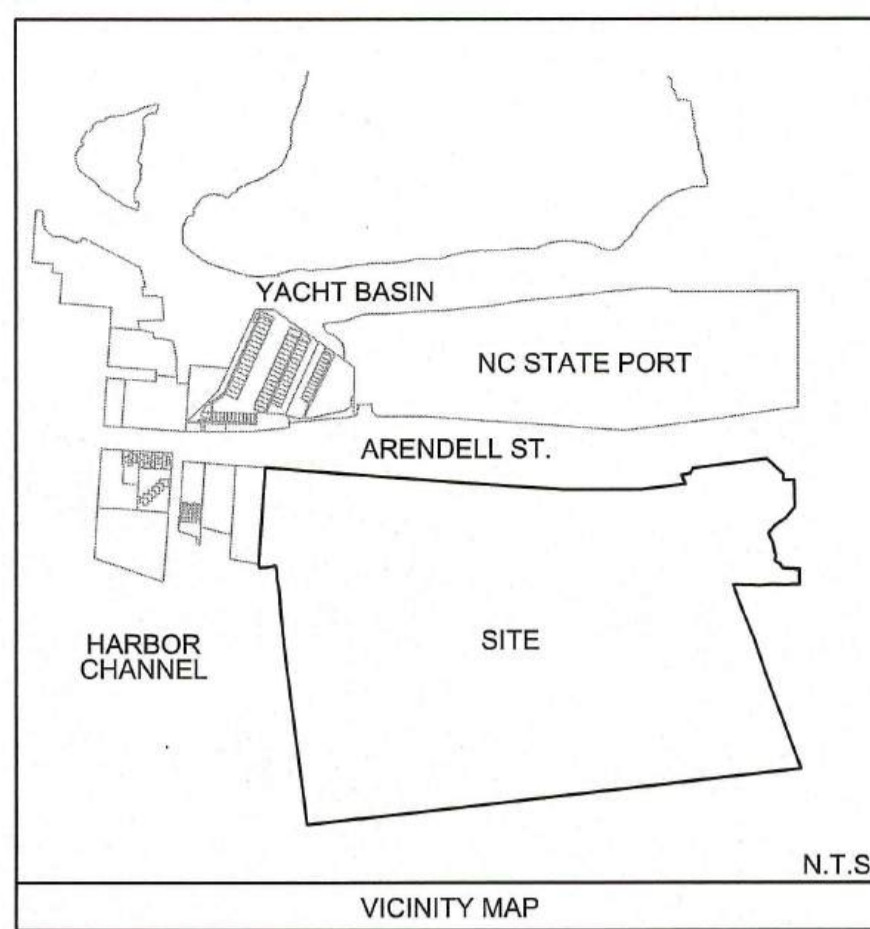 YACHT BASIN
NC STATE PORT
ARENDELL ST.
SITE
HARBOR
CHANNEL
N.T.S
VICINITY MAP